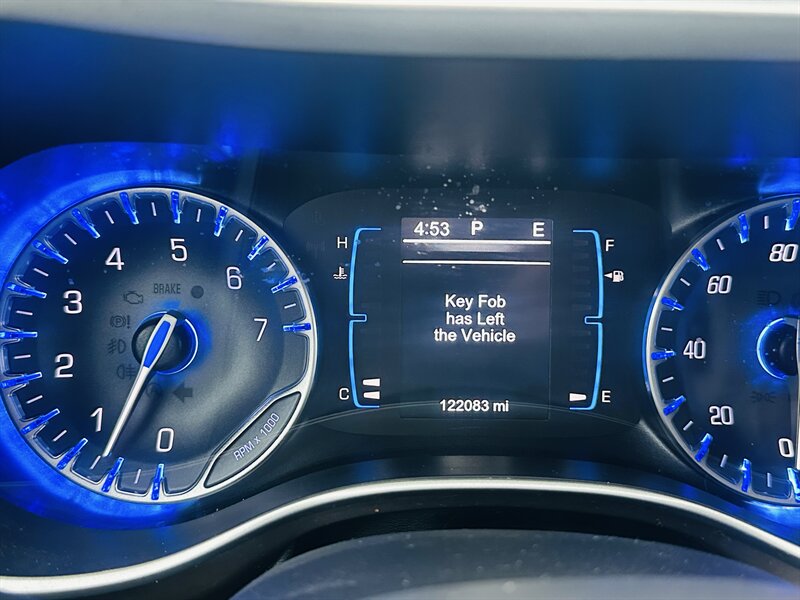 4:53 P E
H
F
Key Fob
has Left
the Vehicle
C
E
122083 mi
0
1
2
3
4
5
6
7
BRAKE
RPM x 1000
0
20
40
60
80